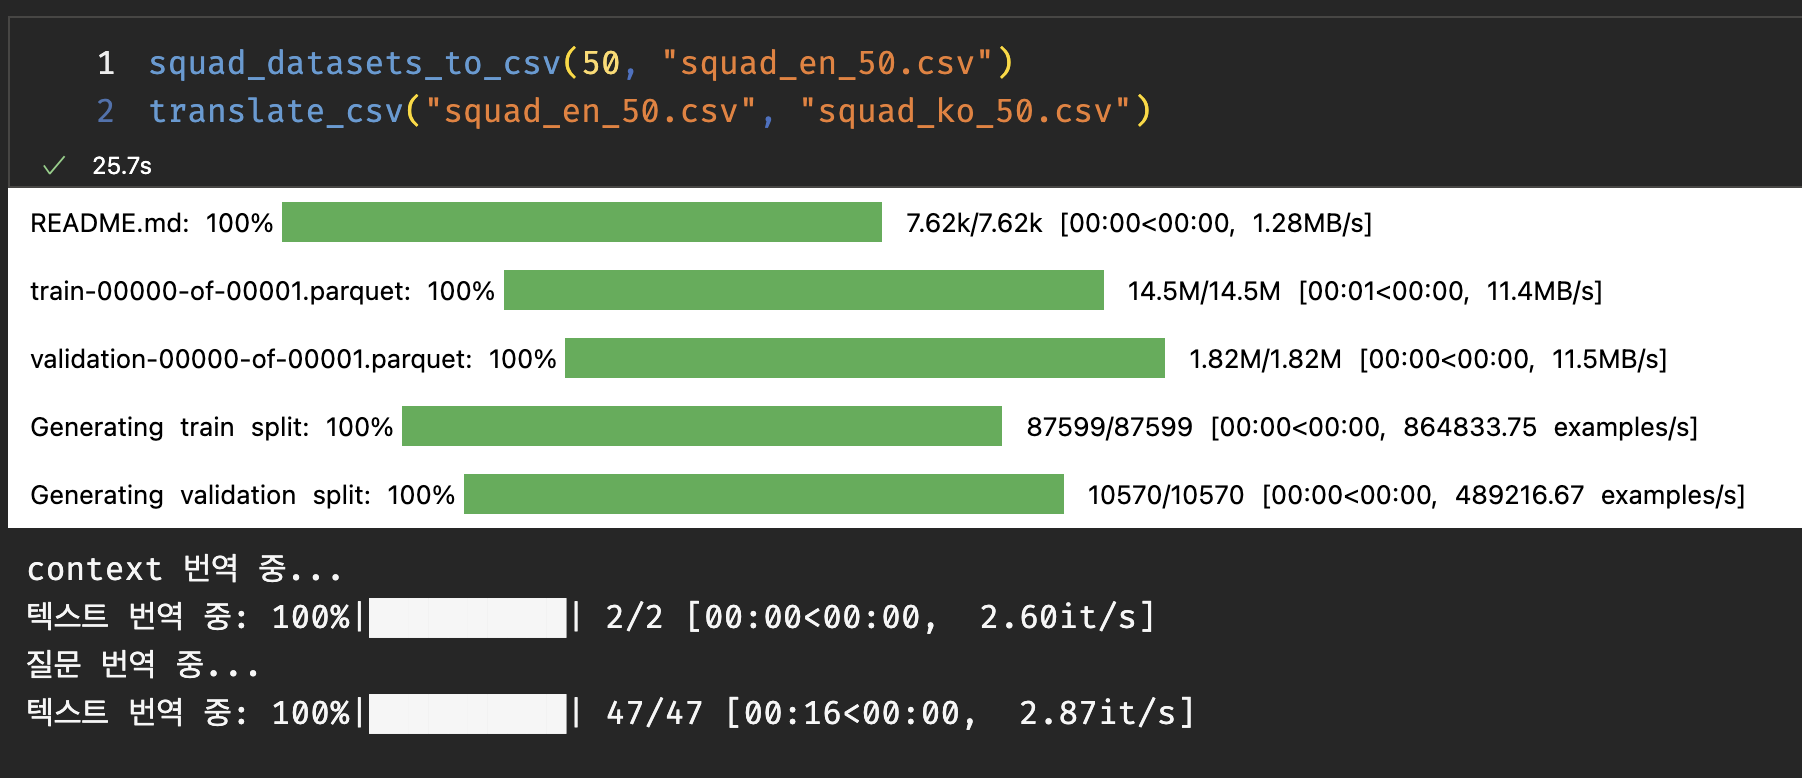 1 squad_datasets_to_csv(50, "squad_en_50.csv")
2 translate_csv("squad_en_50.csv", "squad_ko_50.csv")
✓ 25.7s
README.md: 100% 7.62k/7.62k [00:00<00:00, 1.28MB/s]
train-00000-of-00001.parquet: 100% 14.5M/14.5M [00:01<00:00, 11.4MB/s]
validation-00000-of-00001.parquet: 100% 1.82M/1.82M [00:00<00:00, 11.5MB/s]
Generating train split: 100% 87599/87599 [00:00<00:00, 864833.75 examples/s]
Generating validation split: 100% 10570/10570 [00:00<00:00, 489216.67 examples/s]
context 번역 중...
텍스트 번역 중: 100%|██████████| 2/2 [00:00<00:00, 2.60it/s]
질문 번역 중...
텍스트 번역 중: 100%|██████████| 47/47 [00:16<00:00, 2.87it/s]